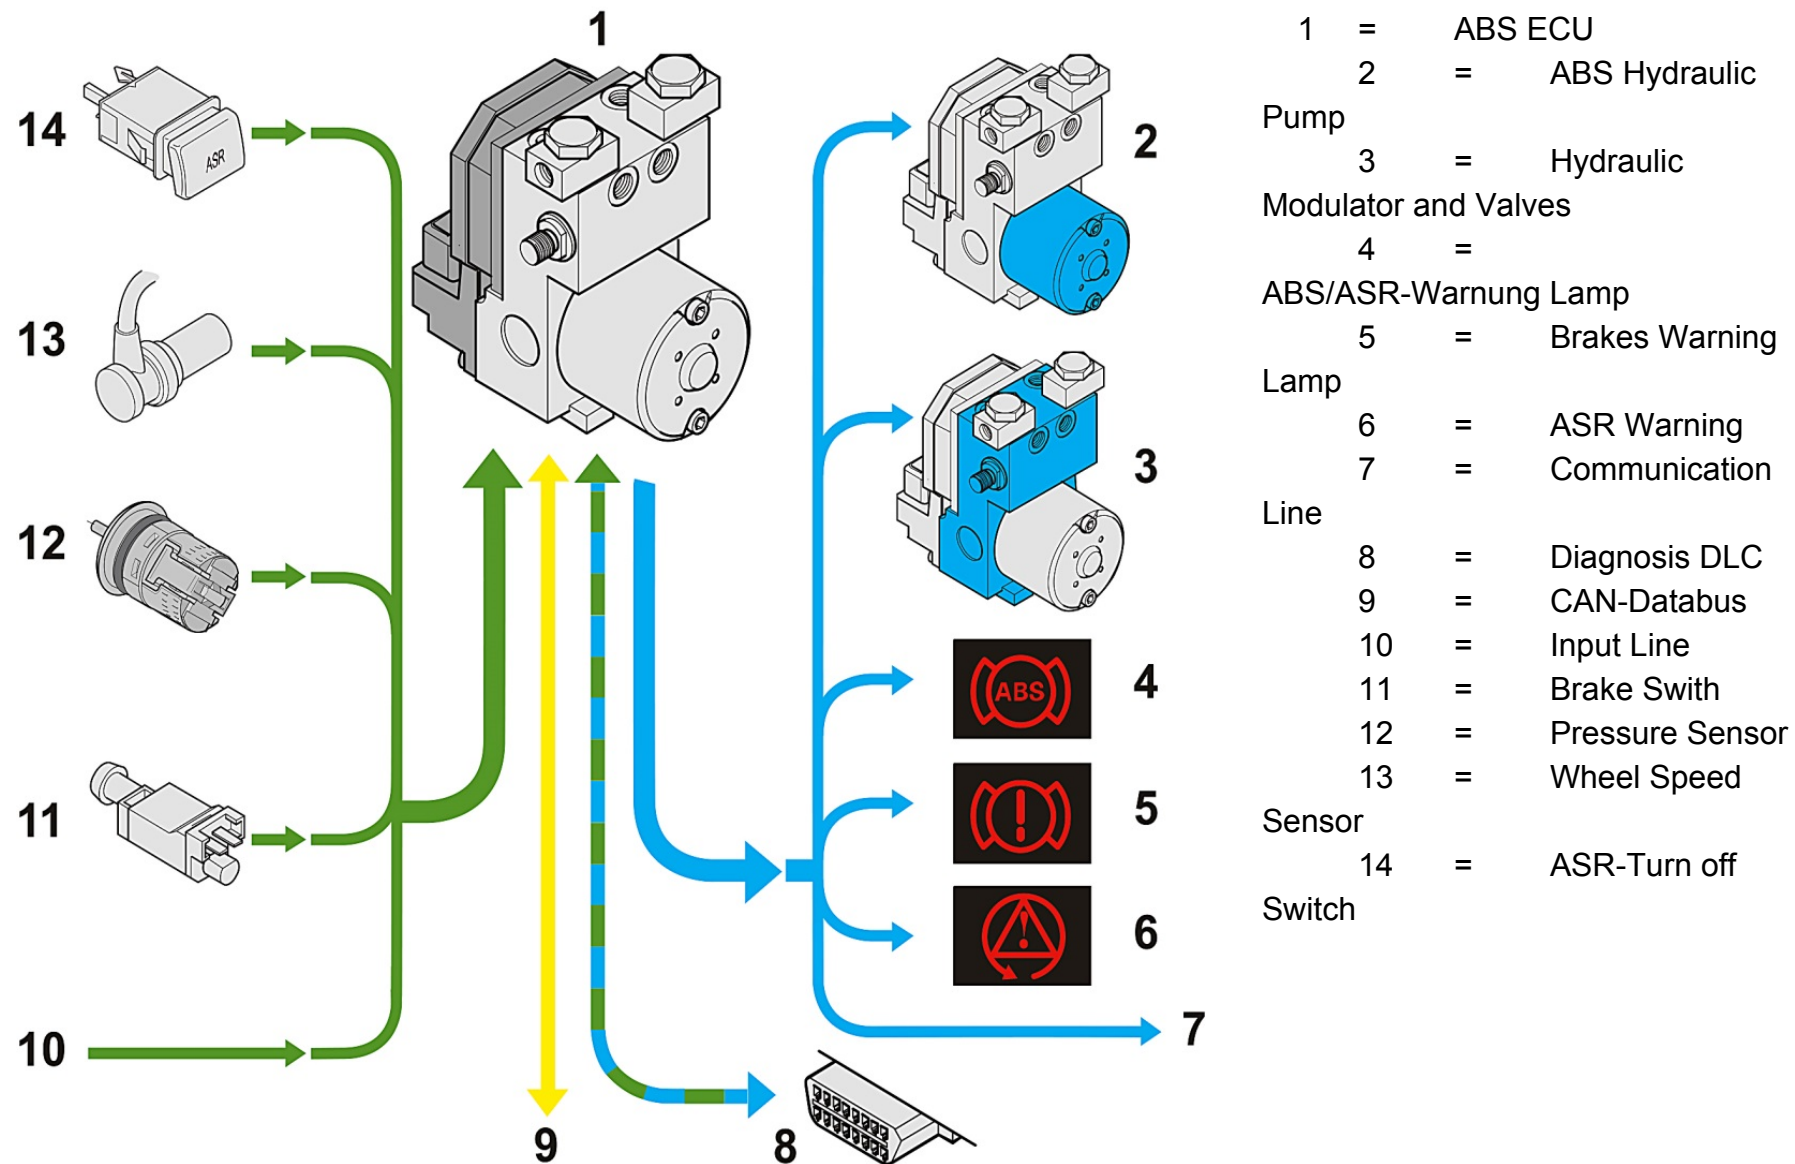 1
14
ASR
13
12
11
10
9
8
2
3
4
ABS
5
!
6
!
7
1 = ABS ECU
2 = ABS Hydraulic
Pump
3 = Hydraulic
Modulator and Valves
4 =
ABS/ASR-Warnung Lamp
5 = Brakes Warning
Lamp
6 = ASR Warning
7 = Communication
Line
8 = Diagnosis DLC
9 = CAN-Databus
10 = Input Line
11 = Brake Swith
12 = Pressure Sensor
13 = Wheel Speed
Sensor
14 = ASR-Turn off
Switch